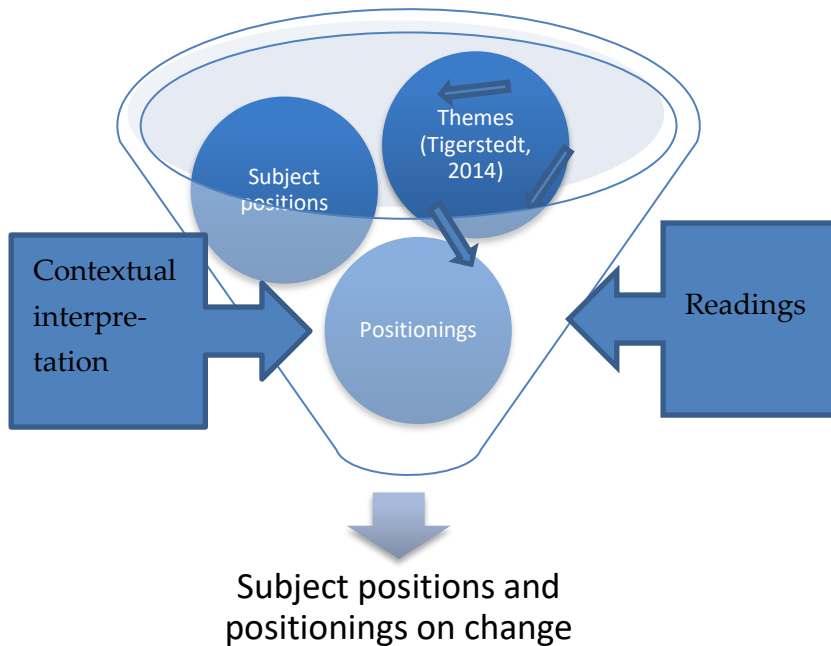 Themes
(Tigerstedt,
2014)
Subject
positions
Contextual
interpre-
tation
Readings
Positionings
Subject positions and
positionings on change